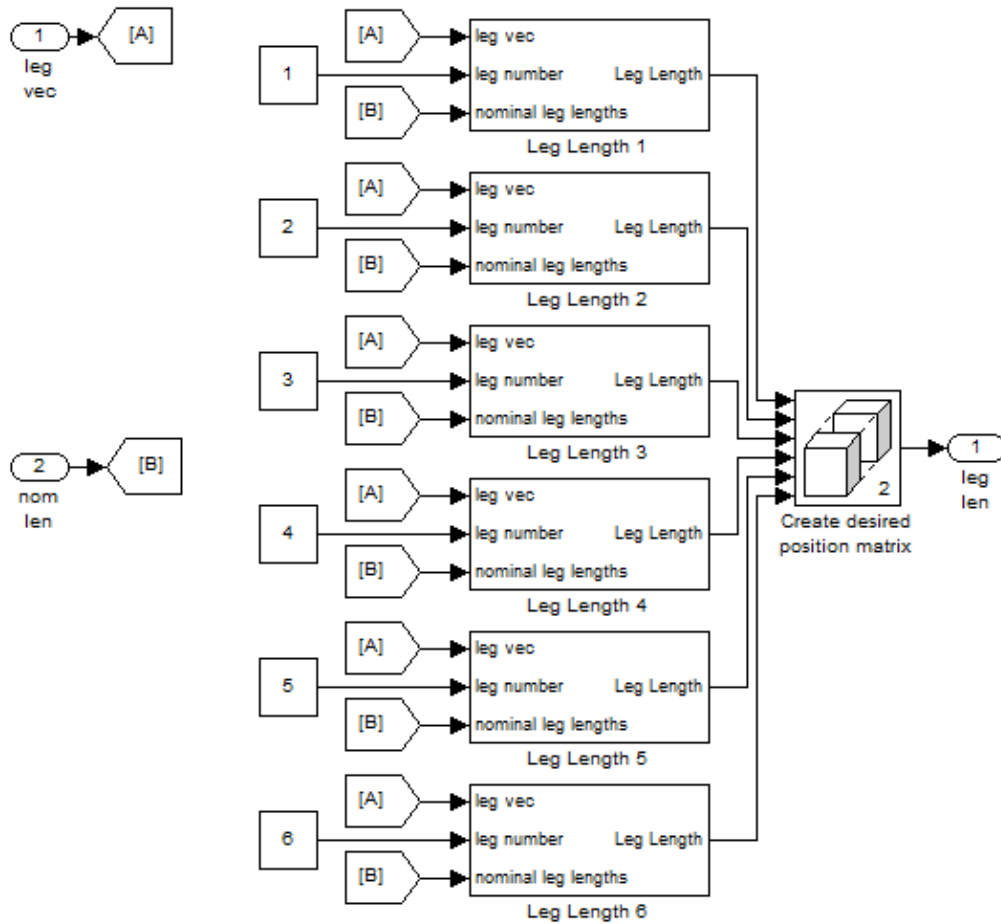 1
[A]
leg
vec
2
[B]
nom
len
[A]
leg vec
1
leg number
Leg Length
[B]
nominal leg lengths
Leg Length 1
[A]
leg vec
2
leg number
Leg Length
[B]
nominal leg lengths
Leg Length 2
[A]
leg vec
3
leg number
Leg Length
[B]
nominal leg lengths
Leg Length 3
[A]
leg vec
4
leg number
Leg Length
[B]
nominal leg lengths
Leg Length 4
[A]
leg vec
5
leg number
Leg Length
[B]
nominal leg lengths
Leg Length 5
[A]
leg vec
6
leg number
Leg Length
[B]
nominal leg lengths
Leg Length 6
2
Create desired
position matrix
1
leg
len